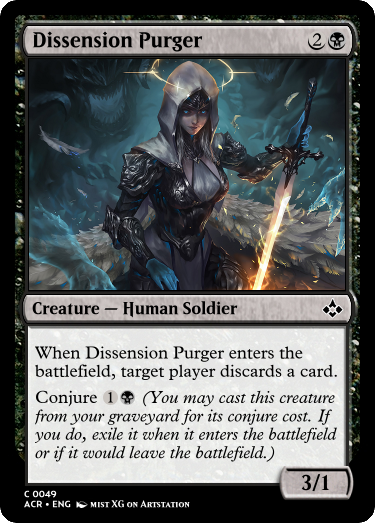 Dissension Purger 2
Creature — Human Soldier
When Dissension Purger enters the
battlefield, target player discards a card.
Conjure 1 (You may cast this creature
from your graveyard for its conjure cost. If
you do, exile it when it enters the battlefield
or if it would leave the battlefield.)
3/1
C 0049
ACR • ENG MIST XG ON ARTSTATION